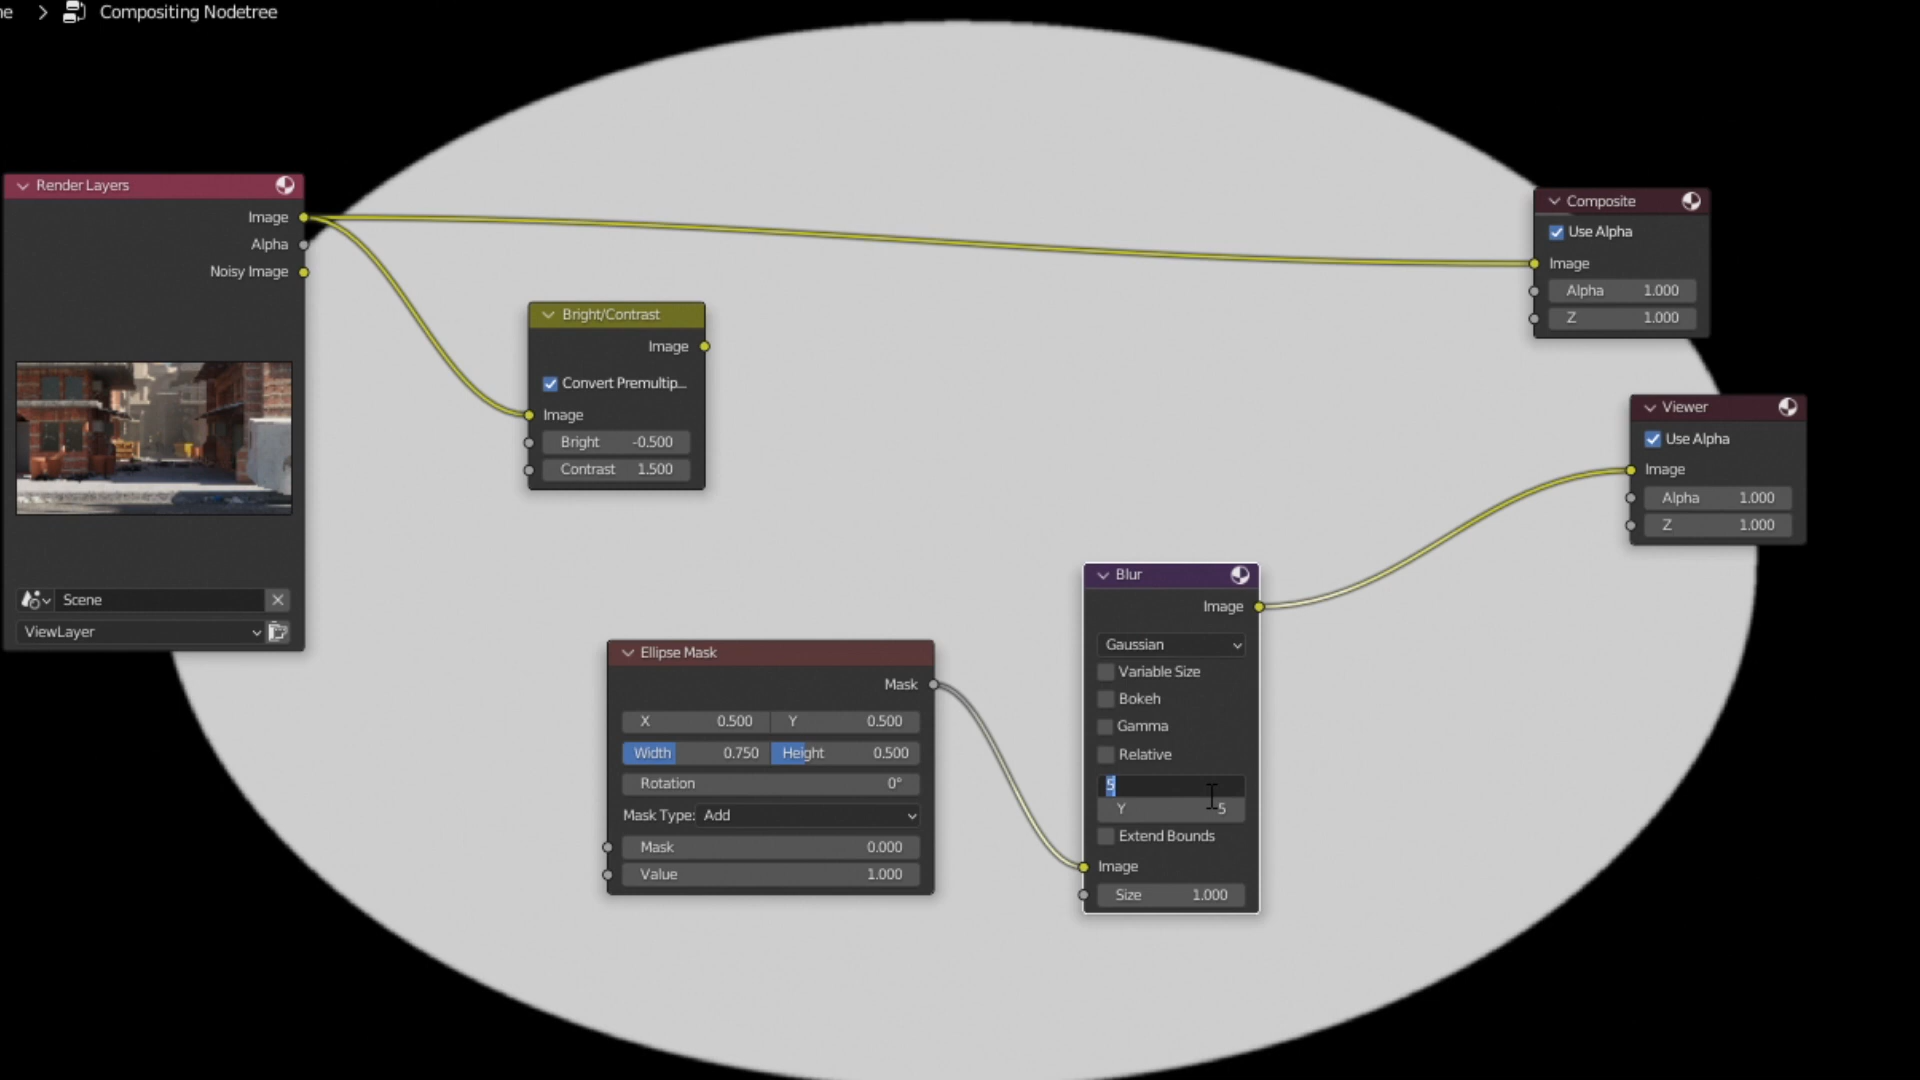 ne > Compositing Nodetree
Render Layers
Image
Alpha
Noisy Image
Scene
ViewLayer
Bright/Contrast
Image
Convert Premultip...
Image
Bright -0.500
Contrast 1.500
Ellipse Mask
Mask
X 0.500 Y 0.500
Width 0.750 Height 0.500
Rotation 0°
Mask Type: Add
Mask 0.000
Value 1.000
Blur
Image
Gaussian
Variable Size
Bokeh
Gamma
Relative
5
Y 5
Extend Bounds
Image
Size 1.000
Composite
Use Alpha
Image
Alpha 1.000
Z 1.000
Viewer
Use Alpha
Image
Alpha 1.000
Z 1.000